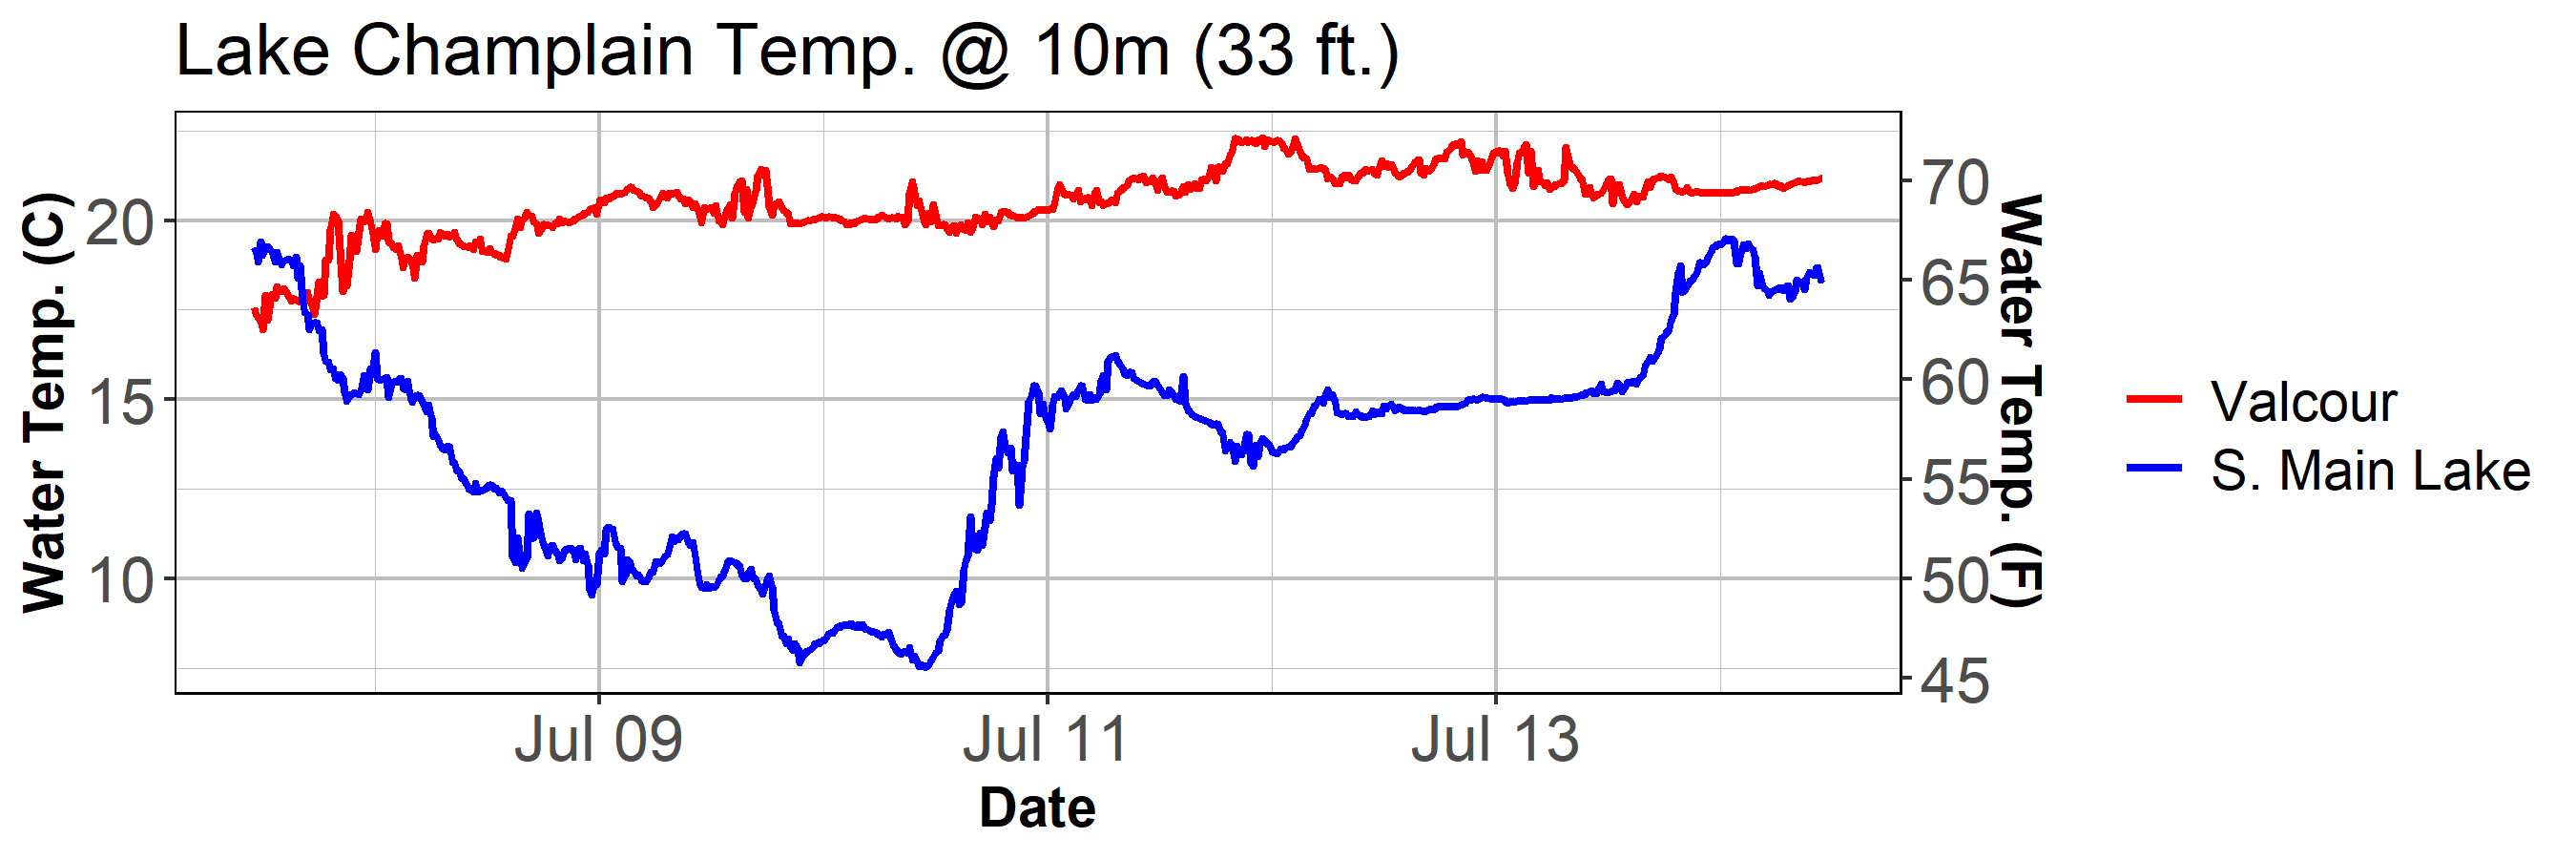 Lake Champlain Temp. @ 10m (33 ft.)
Water Temp. (C)
20
15
10
70
65
60
55
50
45
Water Temp. (F)
Jul 09
Jul 11
Jul 13
Date
Valcour
S. Main Lake